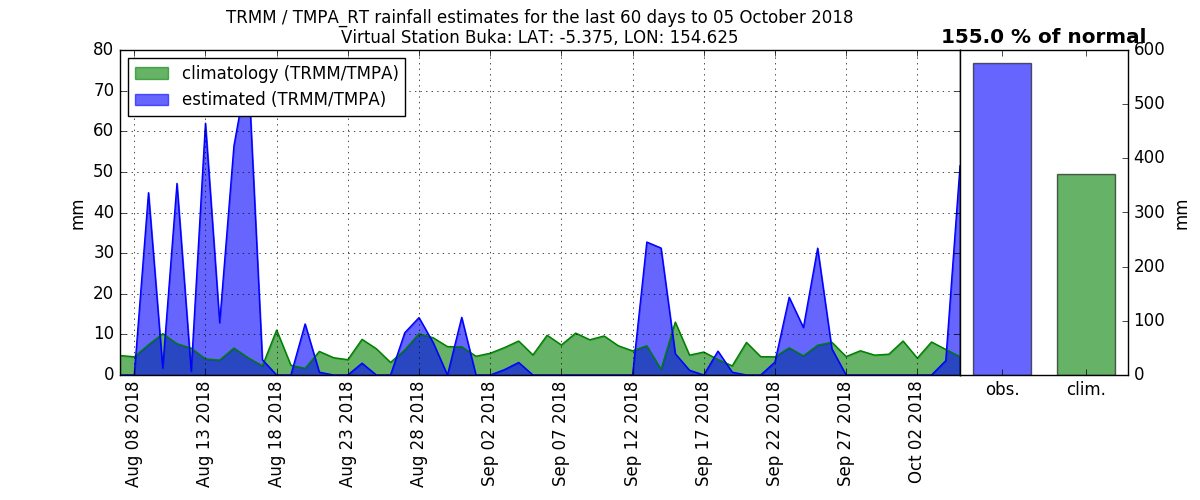 TRMM / TMPA_RT rainfall estimates for the last 60 days to 05 October 2018
Virtual Station Buka: LAT: -5.375, LON: 154.625
155.0 % of normal
climatology (TRMM/TMPA)
estimated (TRMM/TMPA)
80
70
60
50
40
30
20
10
0
mm
Aug 08 2018
Aug 13 2018
Aug 18 2018
Aug 23 2018
Aug 28 2018
Sep 02 2018
Sep 07 2018
Sep 12 2018
Sep 17 2018
Sep 22 2018
Sep 27 2018
Oct 02 2018
obs.
clim.
600
500
400
300
200
100
0
mm